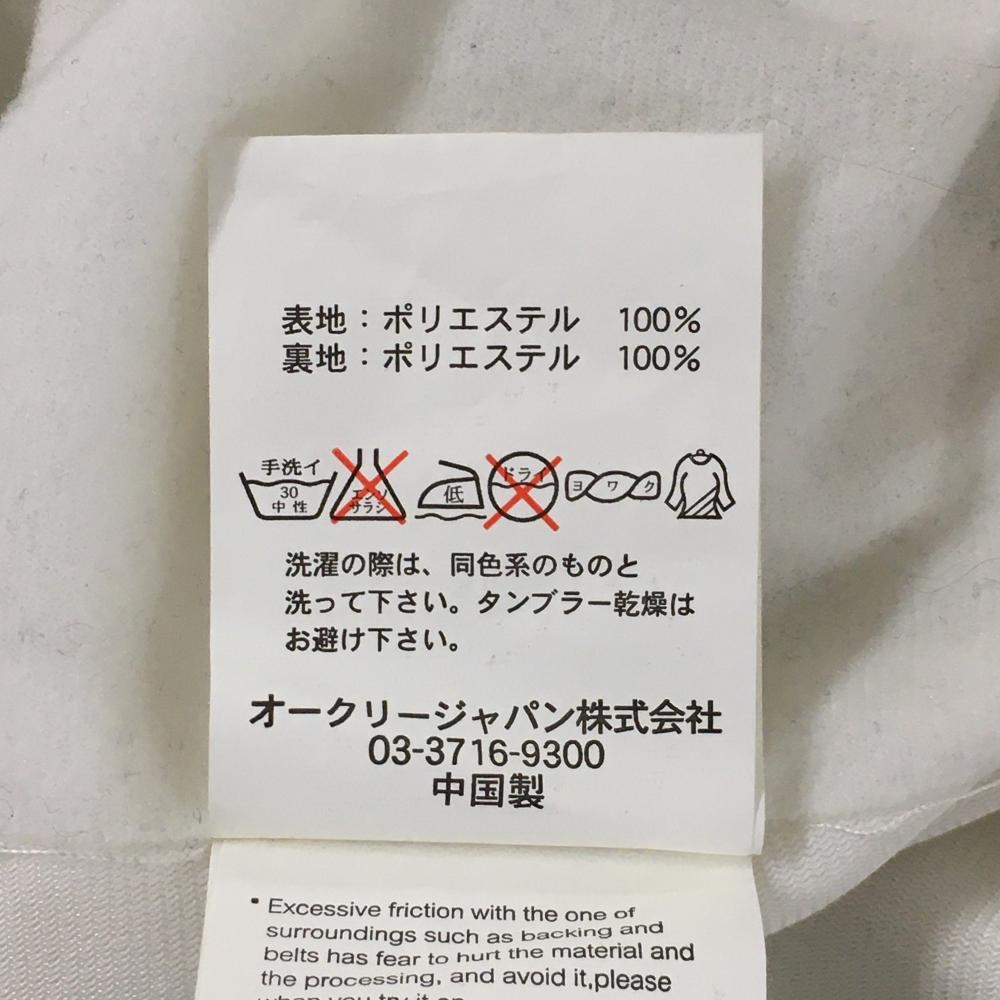 表地：ポリエステル 100%
裏地：ポリエステル 100%
手洗イ
30
中性
エンソ
サラシ
低
ドライ
ヨワク
洗濯の際は、同色系のものと
洗って下さい。タンブラー乾燥は
お避け下さい。
オークリージャパン株式会社
03-3716-9300
中国製
• Excessive friction with the one of
surroundings such as backing and
belts has fear to hurt the material and
the processing, and avoid it,please
when you try it on